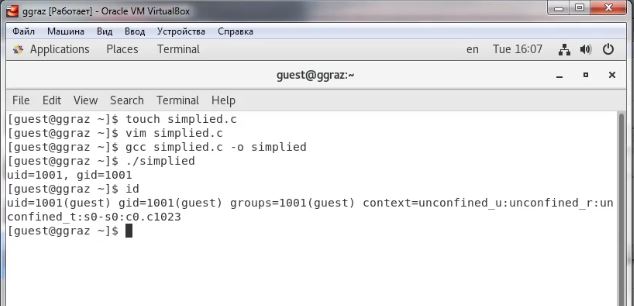 ggraz [Работает] - Oracle VM VirtualBox
Файл Машина Вид Ввод Устройства Справка
Applications Places Terminal en Tue 16:07
guest@ggraz:~
File Edit View Search Terminal Help
[guest@ggraz ~]$ touch simplied.c
[guest@ggraz ~]$ vim simplied.c
[guest@ggraz ~]$ gcc simplied.c -o simplied
[guest@ggraz ~]$ ./simplied
uid=1001, gid=1001
[guest@ggraz ~]$ id
uid=1001(guest) gid=1001(guest) groups=1001(guest) context=unconfined_u:unconfined_r:un
confined_t:s0-s0:c0.c1023
[guest@ggraz ~]$